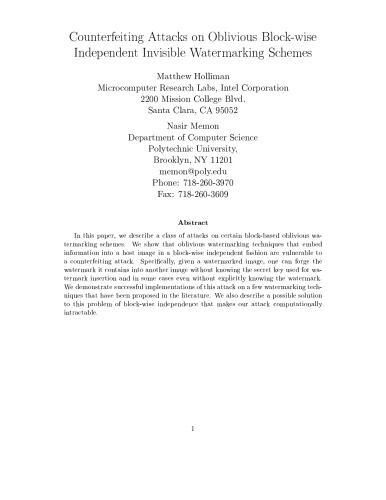 Counterfeiting Attacks on Oblivious Block-wise
Independent Invisible Watermarking Schemes
Matthew Holliman
Microcomputer Research Labs, Intel Corporation
2200 Mission College Blvd.
Santa Clara, CA 95052
Nasir Memon
Department of Computer Science
Polytechnic University,
Brooklyn, NY 11201
memon@poly.edu
Phone: 718-260-3970
Fax: 718-260-3609
Abstract
In this paper, we describe a class of attacks on certain block-based oblivious wa-
termarking schemes. We show that oblivious watermarking techniques that embed
information into a host image in a block-wise independent fashion are vulnerable to
a counterfeiting attack. Specifically, given a watermarked image, one can forge the
watermark it contains into another image without knowing the secret key used for wa-
termark insertion and in some cases even without explicitly knowing the watermark.
We demonstrate successful implementations of this attack on a few watermarking tech-
niques that have been proposed in the literature. We also describe a possible solution
to this problem of block-wise independence that makes our attack computationally
intractable.
1